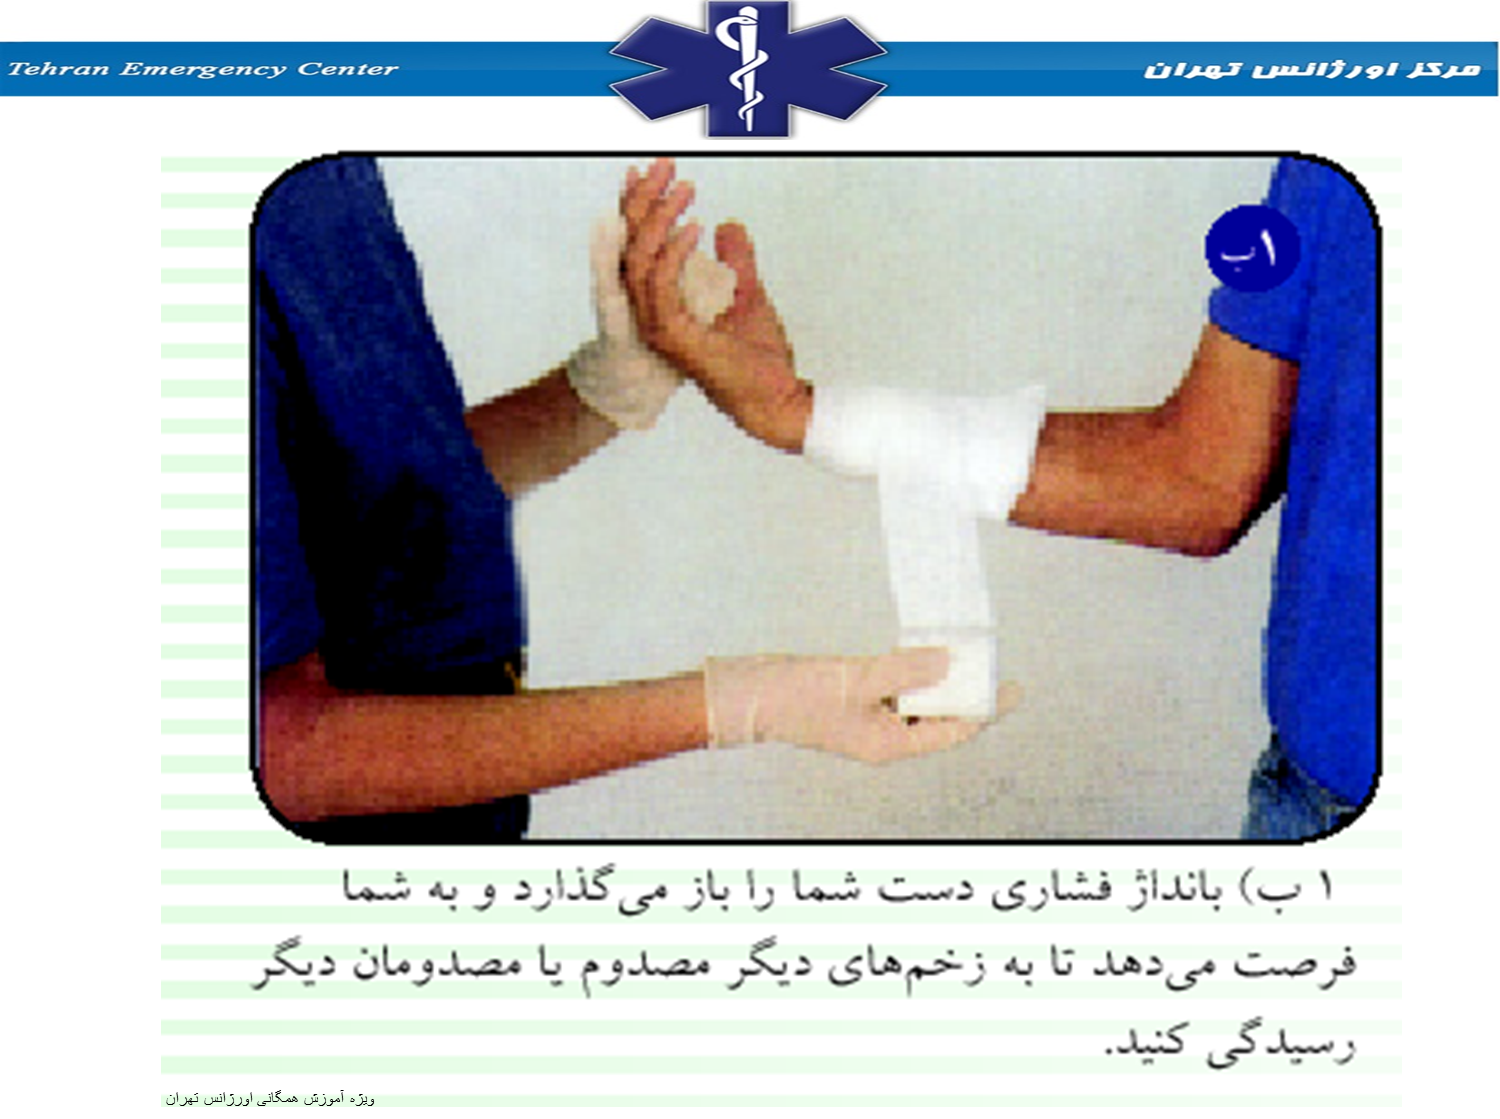 Tehran Emergency Center
مرکز اورژانس تهران
۱ب
۱ ب) بانداژ فشاری دست شما را باز می‌گذارد و به شما
فرصت می‌دهد تا به زخم‌های دیگر مصدوم یا مصدومان دیگر
رسیدگی کنید.
ویژه آموزش همگانی اورژانس تهران